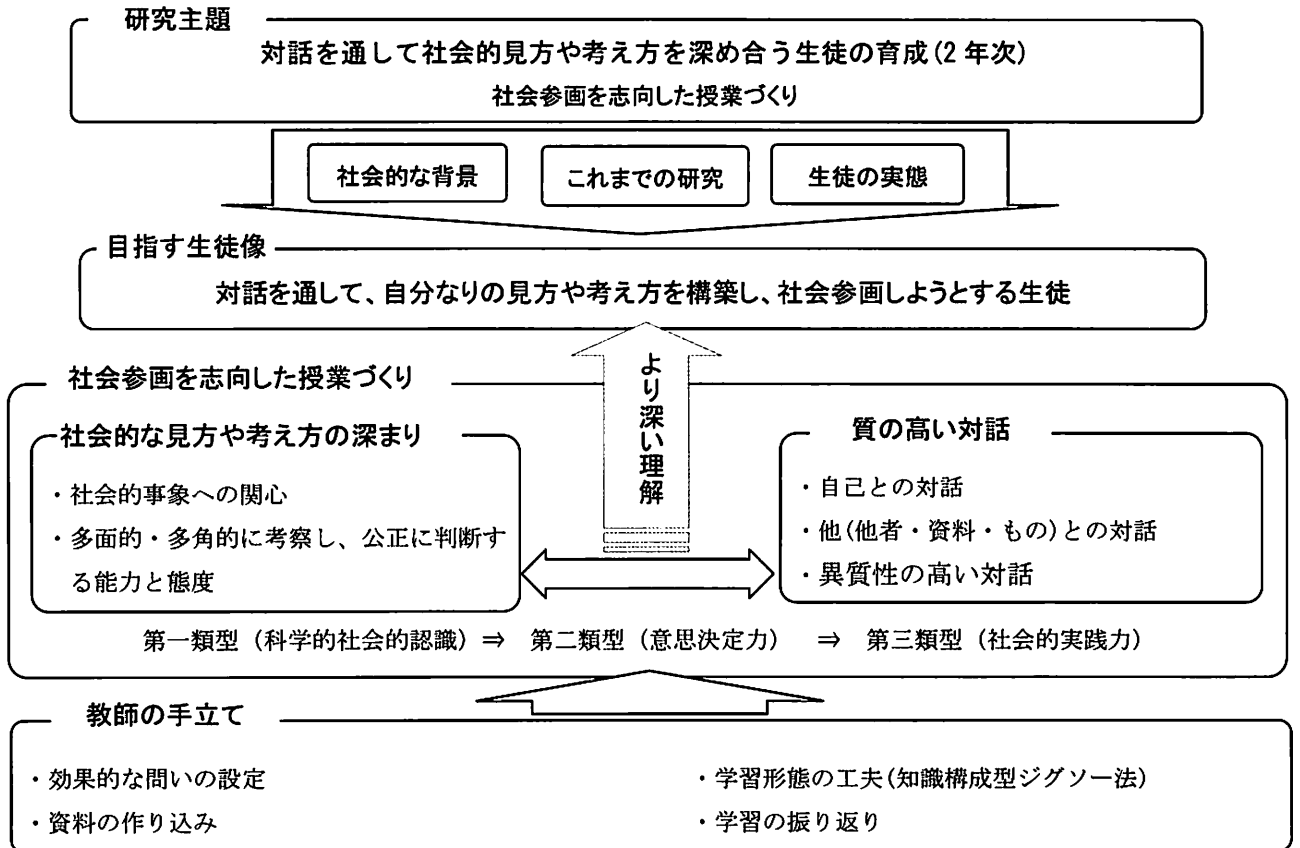 研究主題
対話を通して社会的見方や考え方を深め合う生徒の育成(2年次)
社会参画を志向した授業づくり
社会的な背景
これまでの研究
生徒の実態
目指す生徒像
対話を通して、自分なりの見方や考え方を構築し、社会参画しようとする生徒
より深い理解
社会参画を志向した授業づくり
社会的な見方や考え方の深まり
・社会的事象への関心
・多面的・多角的に考察し、公正に判断す
る能力と態度
質の高い対話
・自己との対話
・他(他者・資料・もの)との対話
・異質性の高い対話
第一類型（科学的社会的認識）⇒ 第二類型（意思決定力） ⇒ 第三類型（社会的実践力）
教師の手立て
・効果的な問いの設定
・資料の作り込み
・学習形態の工夫(知識構成型ジグソー法)
・学習の振り返り